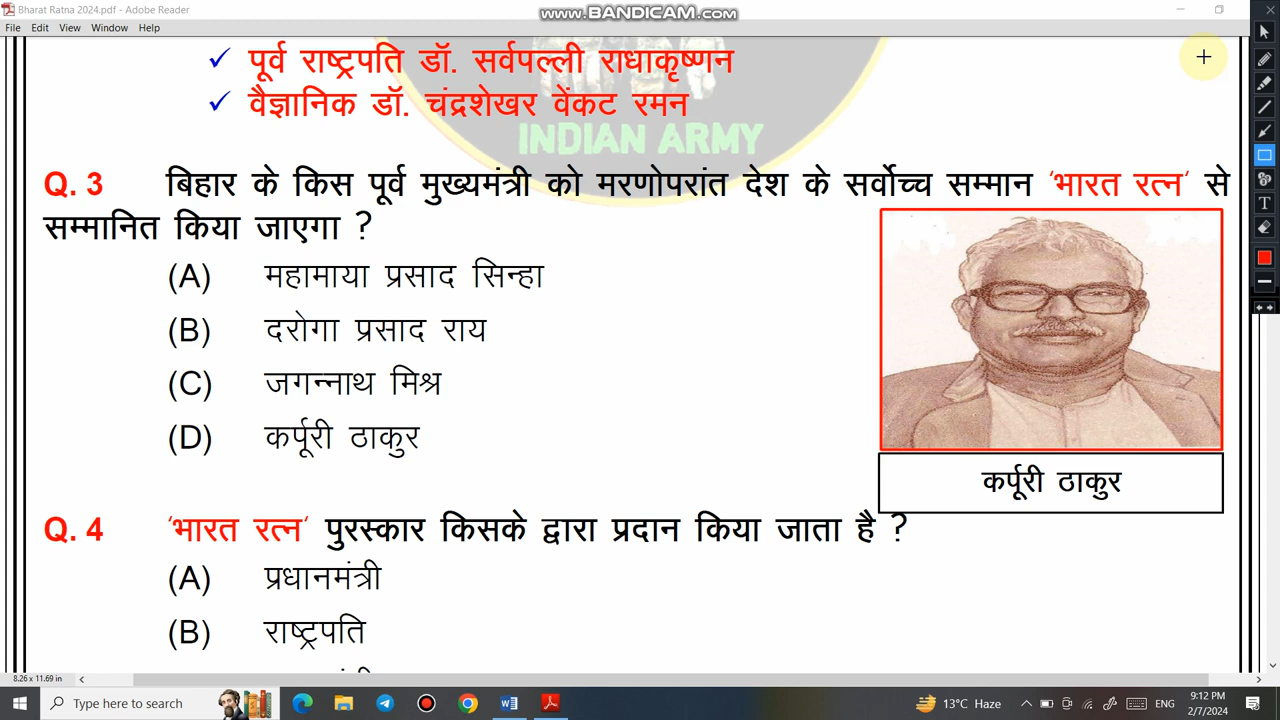 Bharat Ratna 2024.pdf - Adobe Reader
www.BANDICAM.com
File Edit View Window Help
✓ पूर्व राष्ट्रपति डॉ. सर्वपल्ली राधाकृष्णन
✓ वैज्ञानिक डॉ. चंद्रशेखर वेंकट रमन
INDIAN ARMY
Q. 3 बिहार के किस पूर्व मुख्यमंत्री को मरणोपरांत देश के सर्वोच्च सम्मान ‘भारत रत्न‘ से
सम्मानित किया जाएगा ?
(A) महामाया प्रसाद सिन्हा
(B) दरोगा प्रसाद राय
(C) जगन्नाथ मिश्र
(D) कर्पूरी ठाकुर
कर्पूरी ठाकुर
Q. 4 ‘भारत रत्न‘ पुरस्कार किसके द्वारा प्रदान किया जाता है ?
(A) प्रधानमंत्री
(B) राष्ट्रपति
8.26 x 11.69 in
Type here to search
13°C Haze
ENG
9:12 PM
2/7/2024